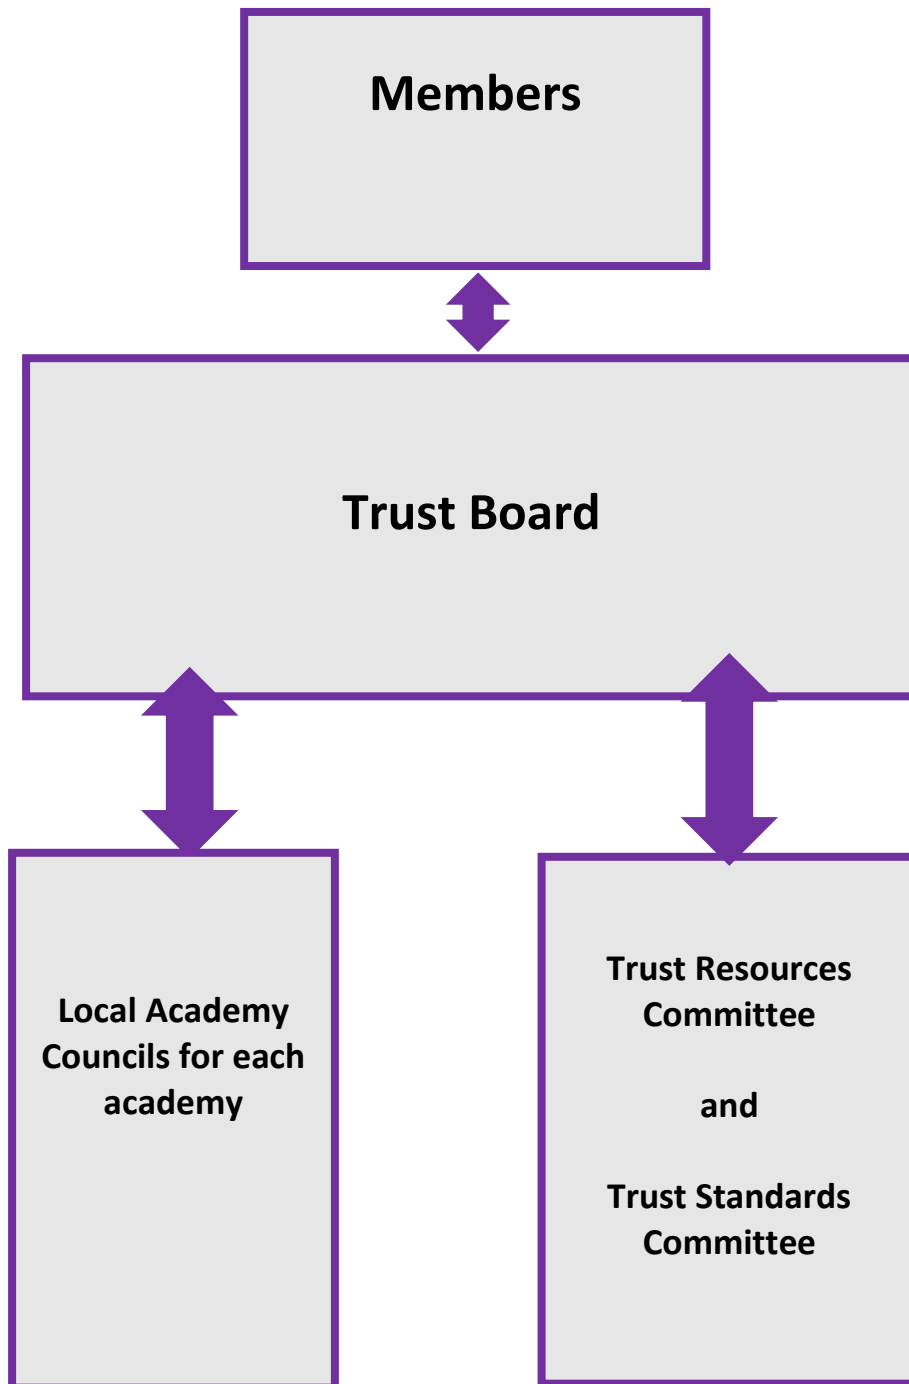 Members
Trust Board
Local Academy
Councils for each
academy
Trust Resources
Committee
and
Trust Standards
Committee